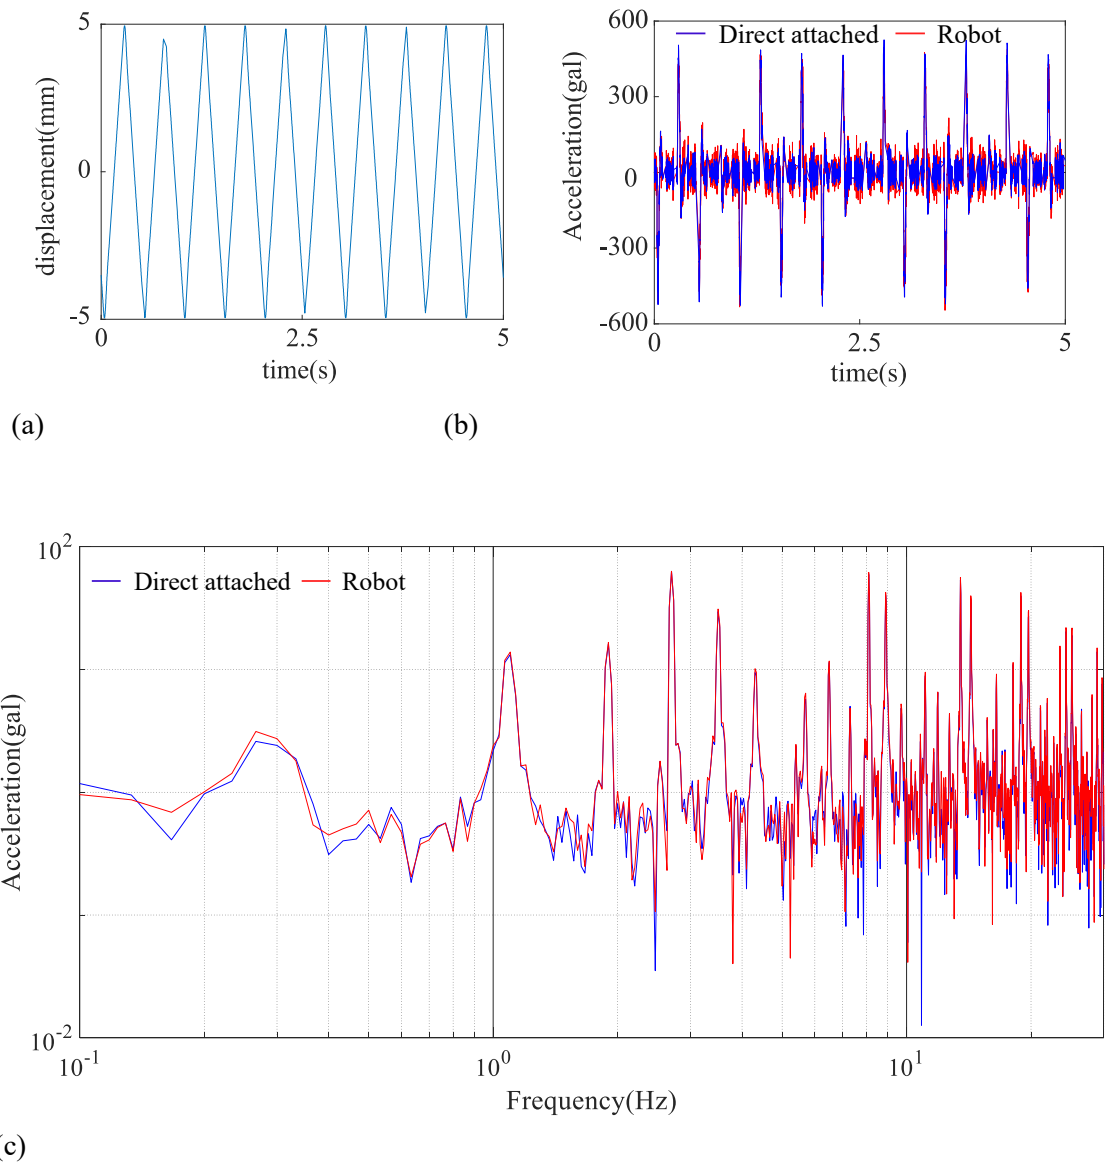 5
0
-5
displacement(mm)
0
2.5
5
time(s)
(a)
600
300
0
-300
-600
Acceleration(gal)
Direct attached
Robot
0
2.5
5
time(s)
(b)
10^2
10^-2
Acceleration(gal)
Direct attached
Robot
10^-1
10^0
10^1
Frequency(Hz)
(c)